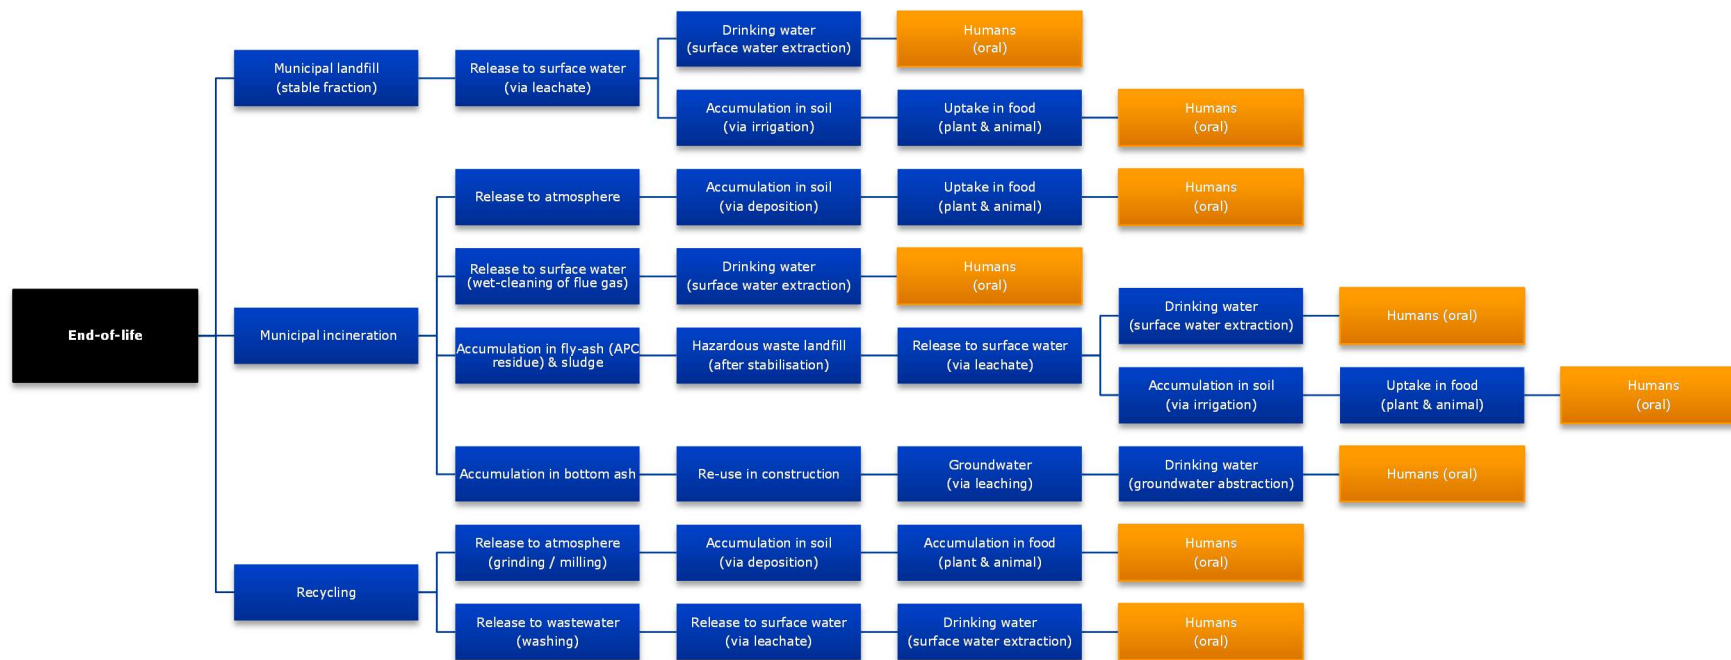 End-of-life
Municipal landfill
(stable fraction)
Release to surface water
(via leachate)
Drinking water
(surface water extraction)
Humans
(oral)
Accumulation in soil
(via irrigation)
Uptake in food
(plant & animal)
Humans
(oral)
Municipal incineration
Release to atmosphere
Accumulation in soil
(via deposition)
Uptake in food
(plant & animal)
Humans
(oral)
Release to surface water
(wet-cleaning of flue gas)
Drinking water
(surface water extraction)
Humans
(oral)
Accumulation in fly-ash (APC
residue) & sludge
Hazardous waste landfill
(after stabilisation)
Release to surface water
(via leachate)
Drinking water
(surface water extraction)
Humans (oral)
Accumulation in soil
(via irrigation)
Uptake in food
(plant & animal)
Humans
(oral)
Accumulation in bottom ash
Re-use in construction
Groundwater
(via leaching)
Drinking water
(groundwater abstraction)
Humans (oral)
Recycling
Release to atmosphere
(grinding / milling)
Accumulation in soil
(via deposition)
Accumulation in food
(plant & animal)
Humans
(oral)
Release to wastewater
(washing)
Release to surface water
(via leachate)
Drinking water
(surface water extraction)
Humans
(oral)